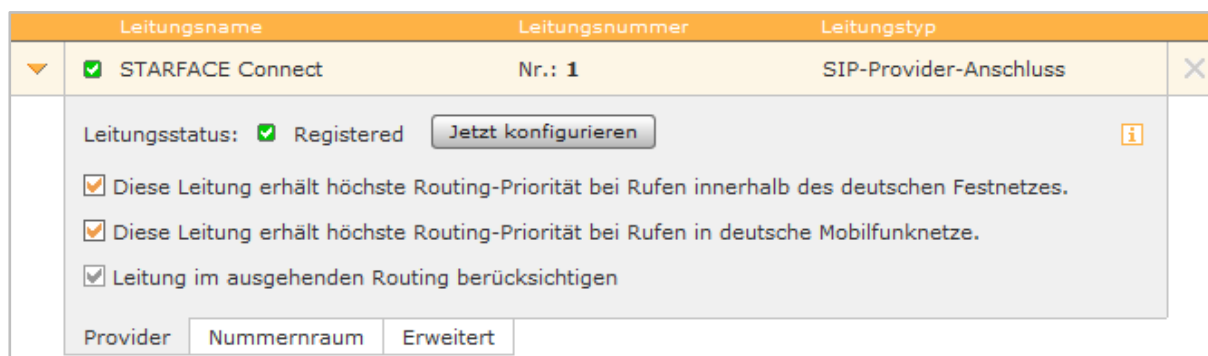 Leitungsname Leitungsnummer Leitungstyp
STARFACE Connect Nr.: 1 SIP-Provider-Anschluss
Leitungsstatus: Registered Jetzt konfigurieren
Diese Leitung erhält höchste Routing-Priorität bei Rufen innerhalb des deutschen Festnetzes.
Diese Leitung erhält höchste Routing-Priorität bei Rufen in deutsche Mobilfunknetze.
Leitung im ausgehenden Routing berücksichtigen
Provider Nummernraum Erweitert